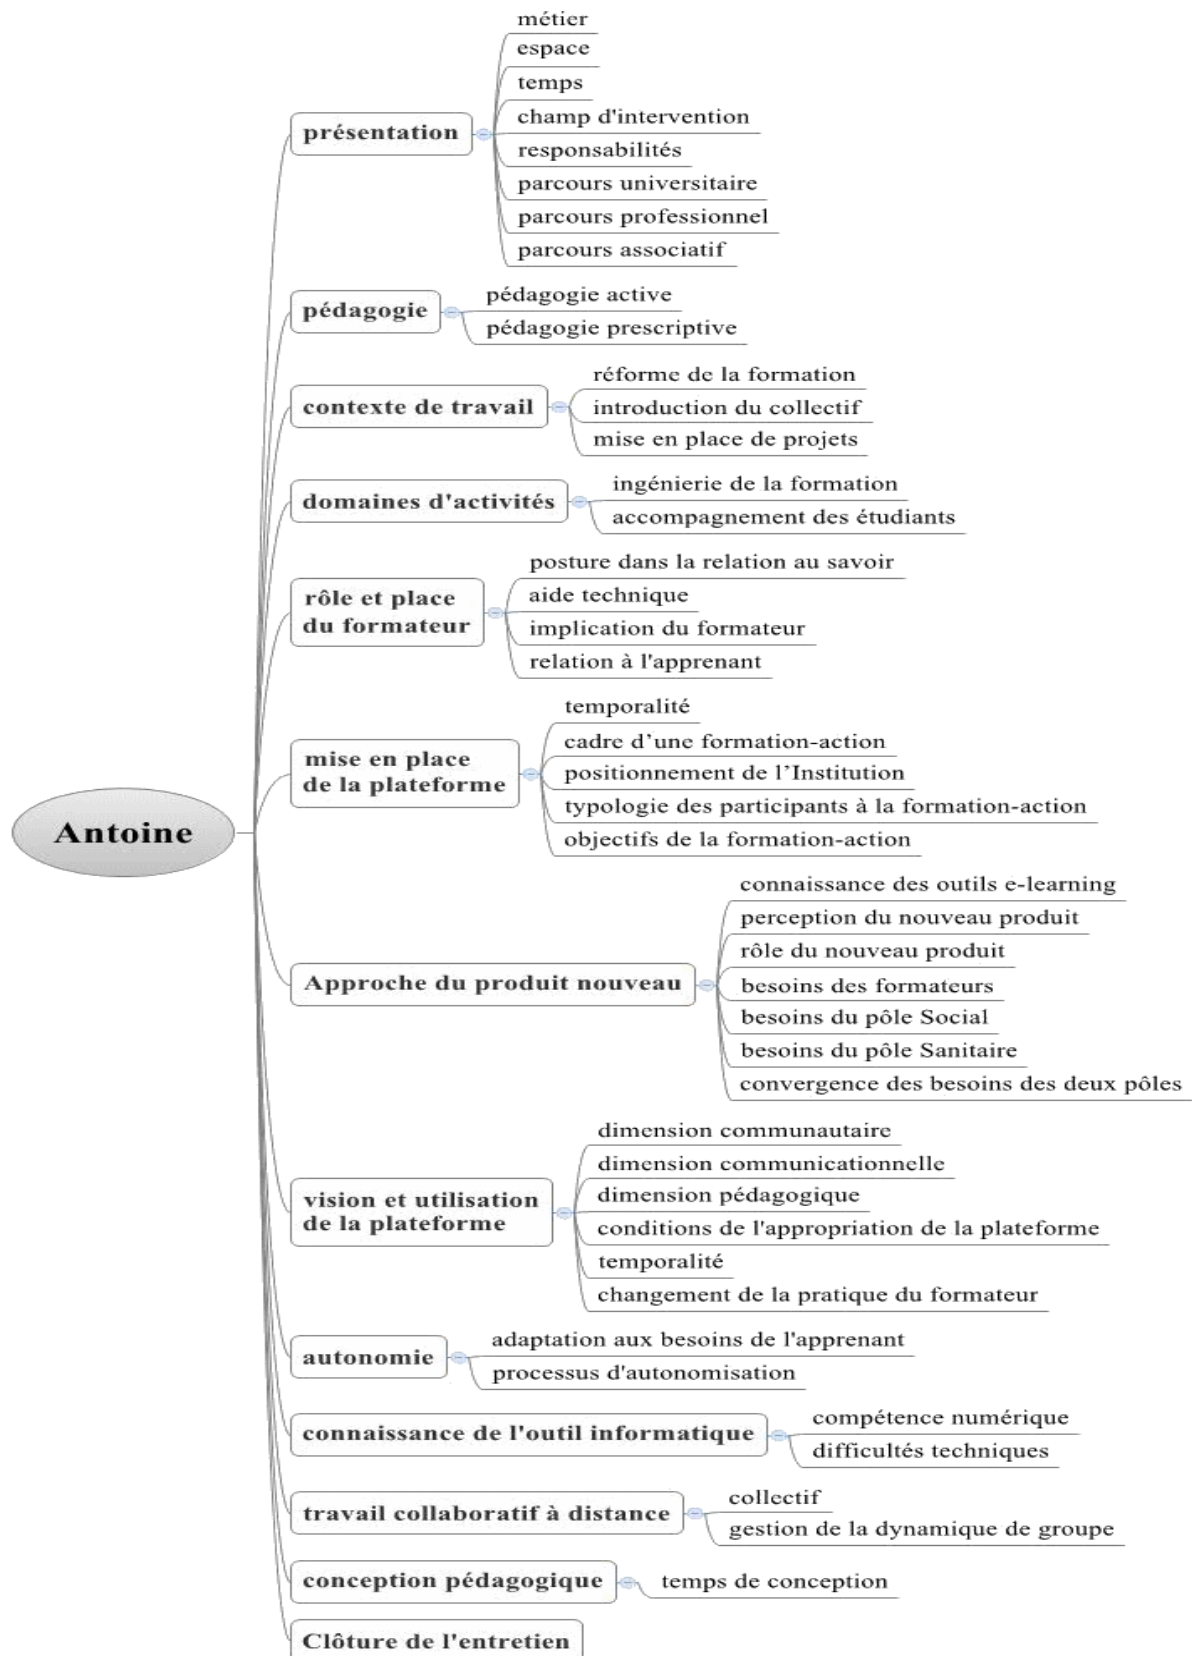 Antoine
présentation
métier
espace
temps
champ d'intervention
responsabilités
parcours universitaire
parcours professionnel
parcours associatif
pédagogie
pédagogie active
pédagogie prescriptive
contexte de travail
réforme de la formation
introduction du collectif
mise en place de projets
domaines d'activités
ingénierie de la formation
accompagnement des étudiants
rôle et place
du formateur
posture dans la relation au savoir
aide technique
implication du formateur
relation à l'apprenant
mise en place
de la plateforme
temporalité
cadre d’une formation-action
positionnement de l’Institution
typologie des participants à la formation-action
objectifs de la formation-action
Approche du produit nouveau
connaissance des outils e-learning
perception du nouveau produit
rôle du nouveau produit
besoins des formateurs
besoins du pôle Social
besoins du pôle Sanitaire
convergence des besoins des deux pôles
vision et utilisation
de la plateforme
dimension communautaire
dimension communicationnelle
dimension pédagogique
conditions de l'appropriation de la plateforme
temporalité
changement de la pratique du formateur
autonomie
adaptation aux besoins de l'apprenant
processus d'autonomisation
connaissance de l'outil informatique
compétence numérique
difficultés techniques
travail collaboratif à distance
collectif
gestion de la dynamique de groupe
conception pédagogique
temps de conception
Clôture de l'entretien